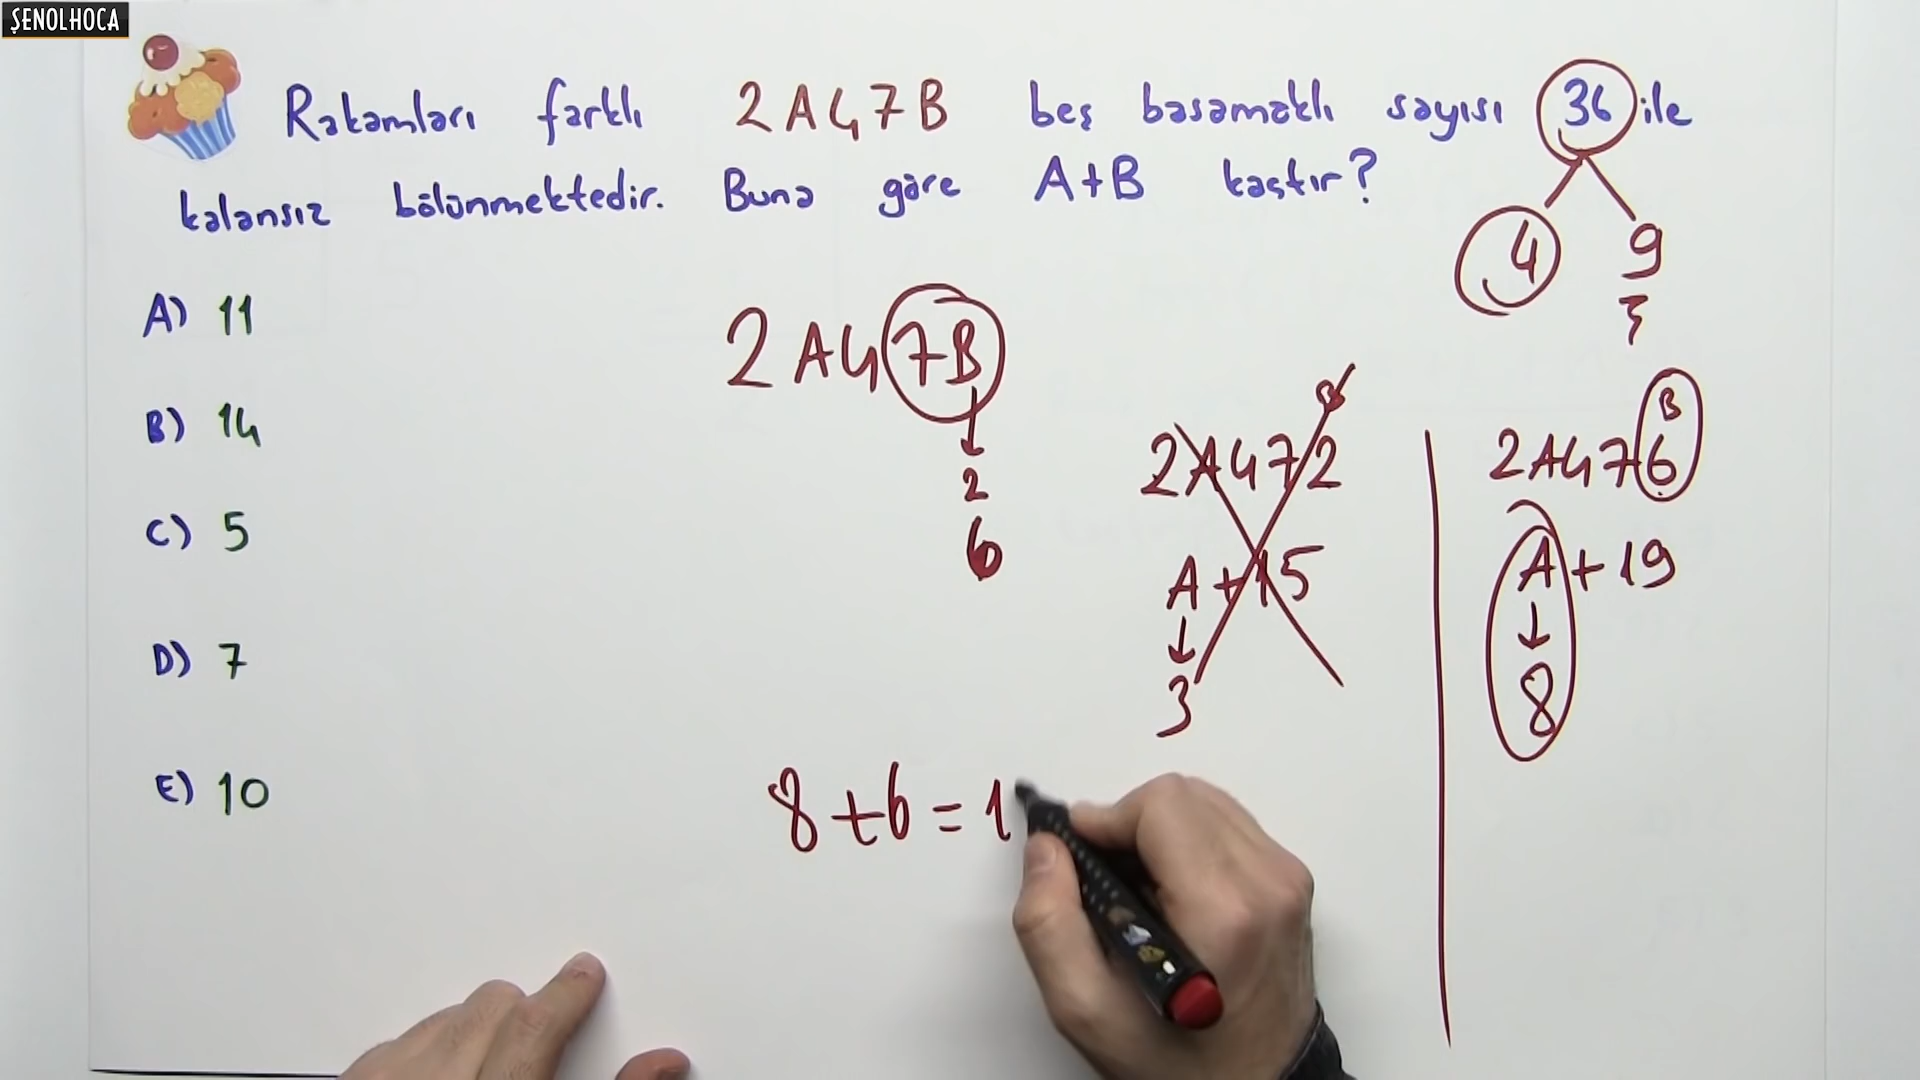 ŞENOLHOCA
Rakamları farklı 2A47B beş basamaklı sayısı 36 ile
kalansız bölünmektedir. Buna göre A+B kaçtır?
4 9
A) 11
B) 14
C) 5
D) 7
E) 10
2A47B
2
6
2A472
A+15
3
B
2A476
A+19
8
8+6=1